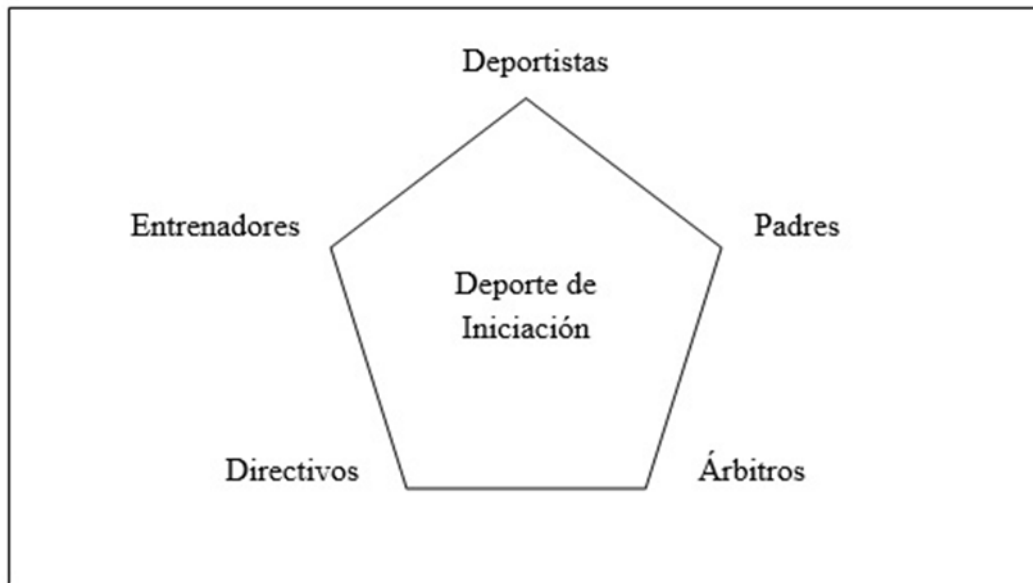 Deportistas
Entrenadores
Padres
Deporte de
Iniciación
Directivos
Árbitros